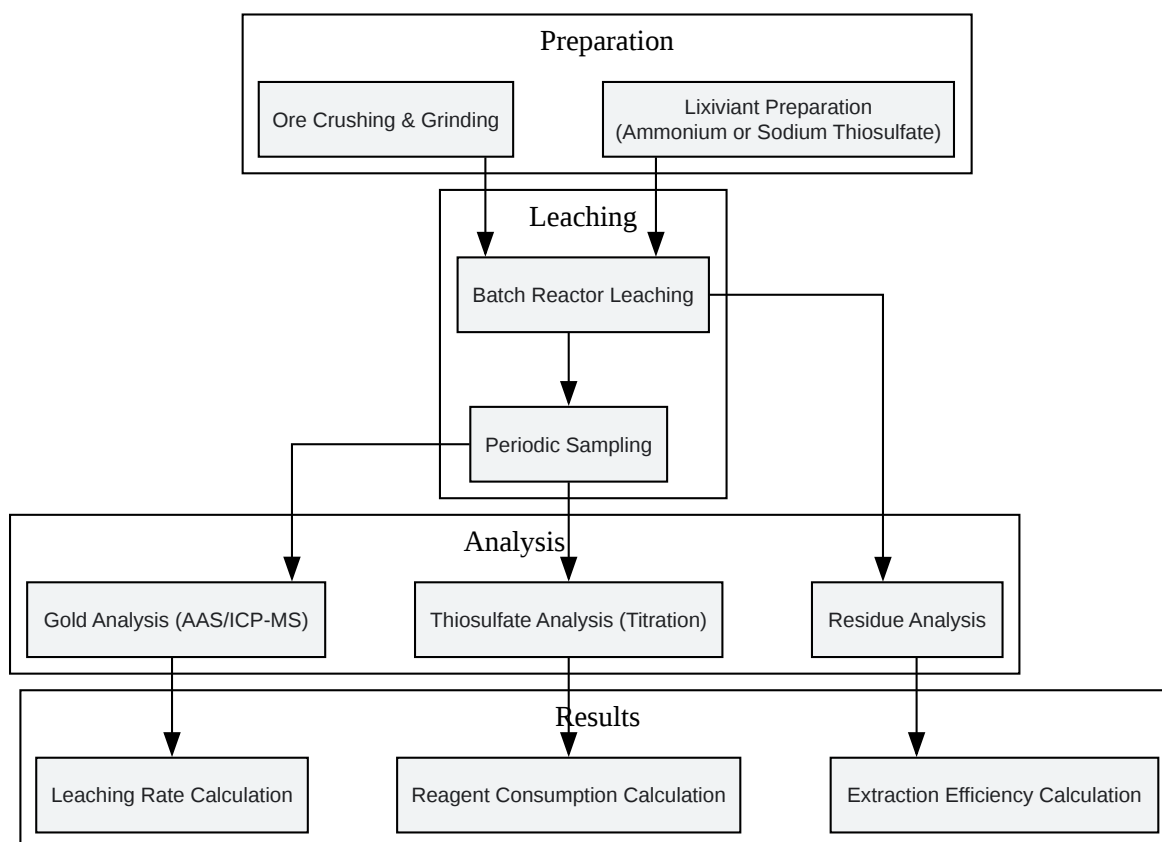 Preparation
Ore Crushing & Grinding
Lixiviant Preparation
(Ammonium or Sodium Thiosulfate)
Leaching
Batch Reactor Leaching
Periodic Sampling
Analysis
Gold Analysis (AAS/ICP-MS)
Thiosulfate Analysis (Titration)
Residue Analysis
Results
Leaching Rate Calculation
Reagent Consumption Calculation
Extraction Efficiency Calculation